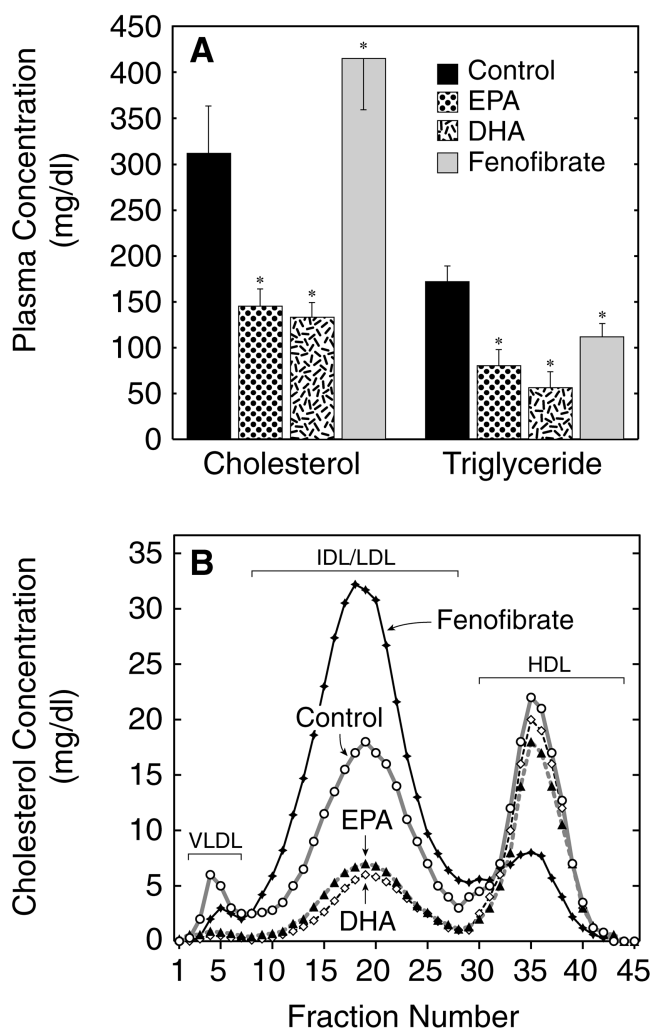 A
450
400
350
300
250
200
150
100
50
0
Plasma Concentration
(mg/dl)
Control
EPA
DHA
Fenofibrate
*
*
*
*
*
*
Cholesterol
Triglyceride
B
35
30
25
20
15
10
5
0
Cholesterol Concentration
(mg/dl)
IDL/LDL
Fenofibrate
HDL
Control
EPA
VLDL
DHA
1 5 10 15 20 25 30 35 40 45
Fraction Number